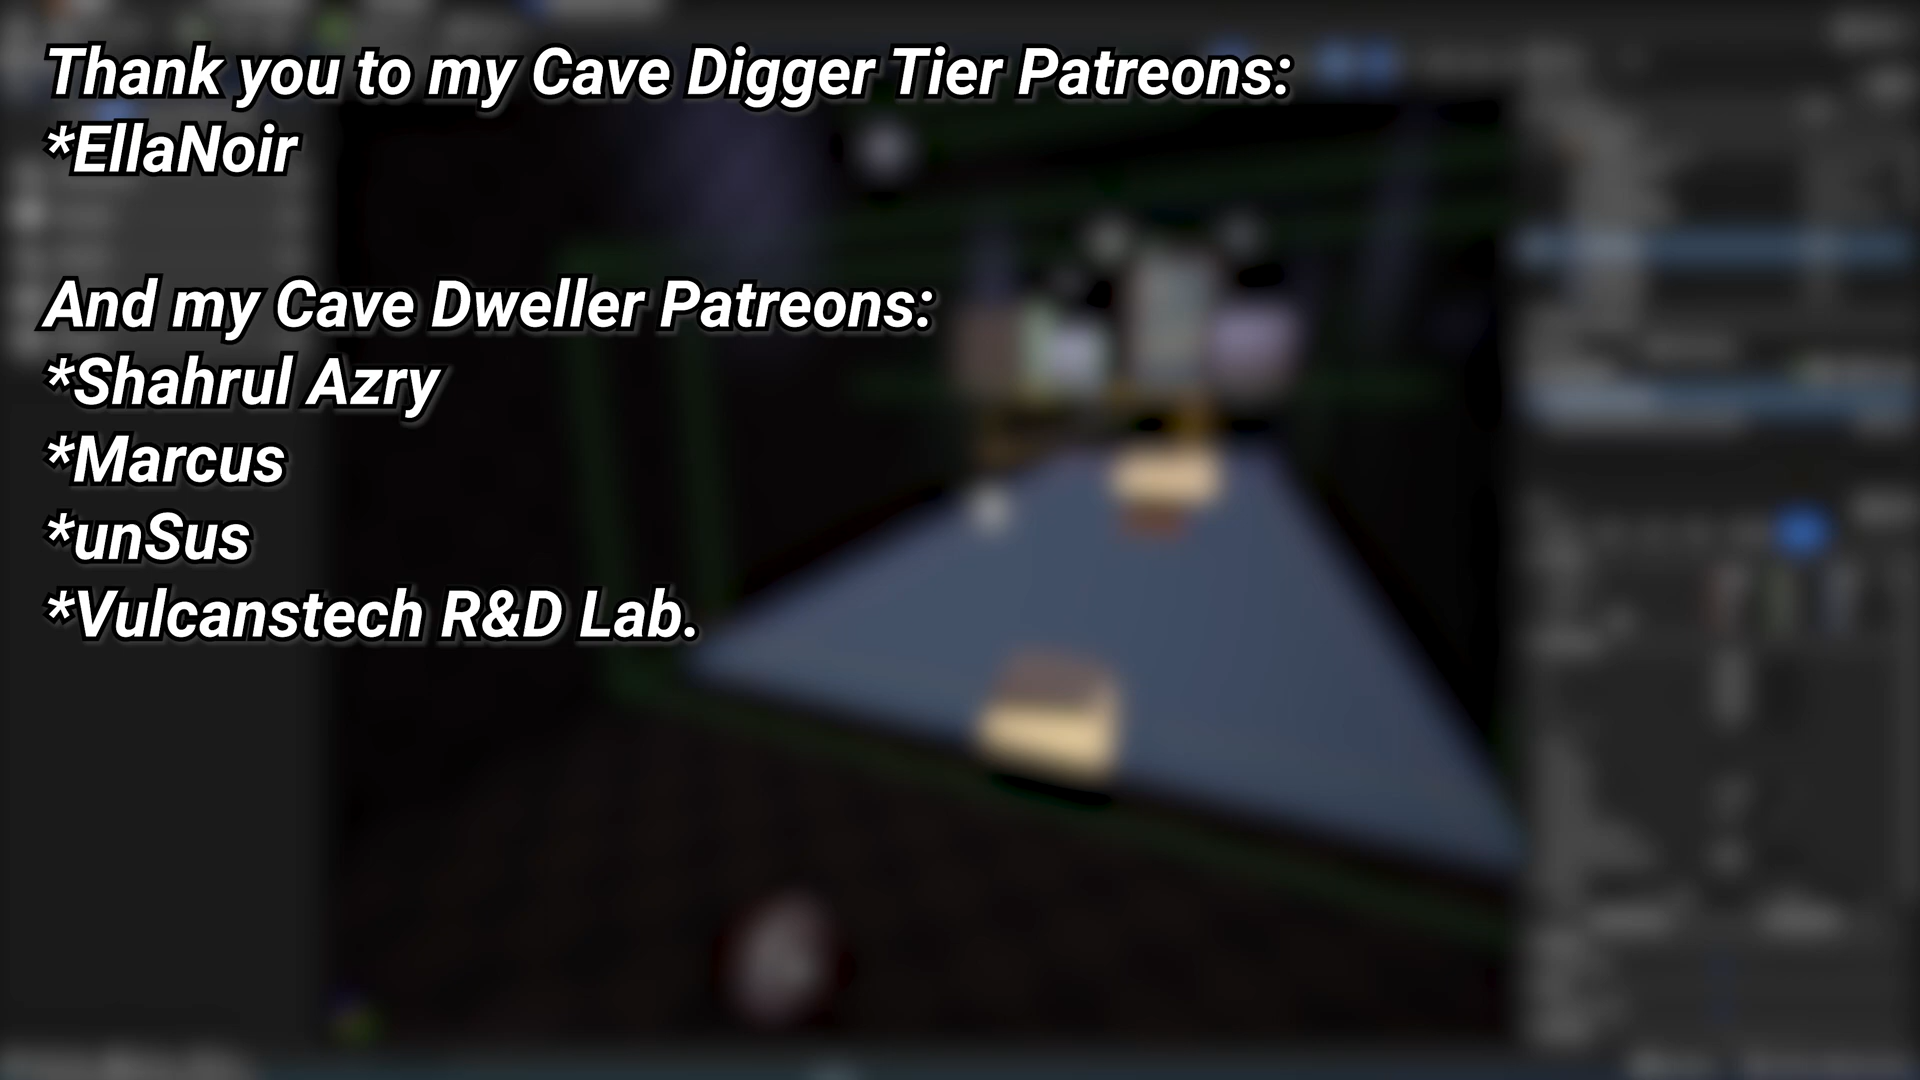 Thank you to my Cave Digger Tier Patreons:
*EllaNoir
And my Cave Dweller Patreons:
*Shahrul Azry
*Marcus
*unSus
*Vulcanstech R&D Lab.